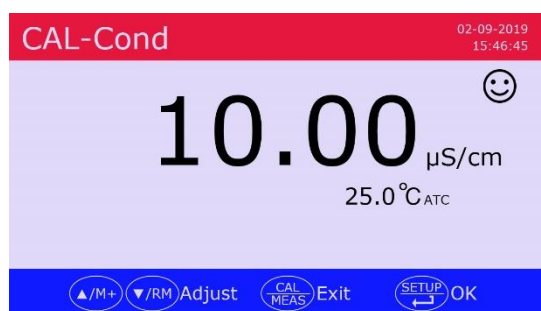 CAL-Cond
02-09-2019
15:46:45
10.00 µS/cm
25.0℃ ATC
▲/M+ ▼/RM Adjust CAL MEAS Exit SETUP OK